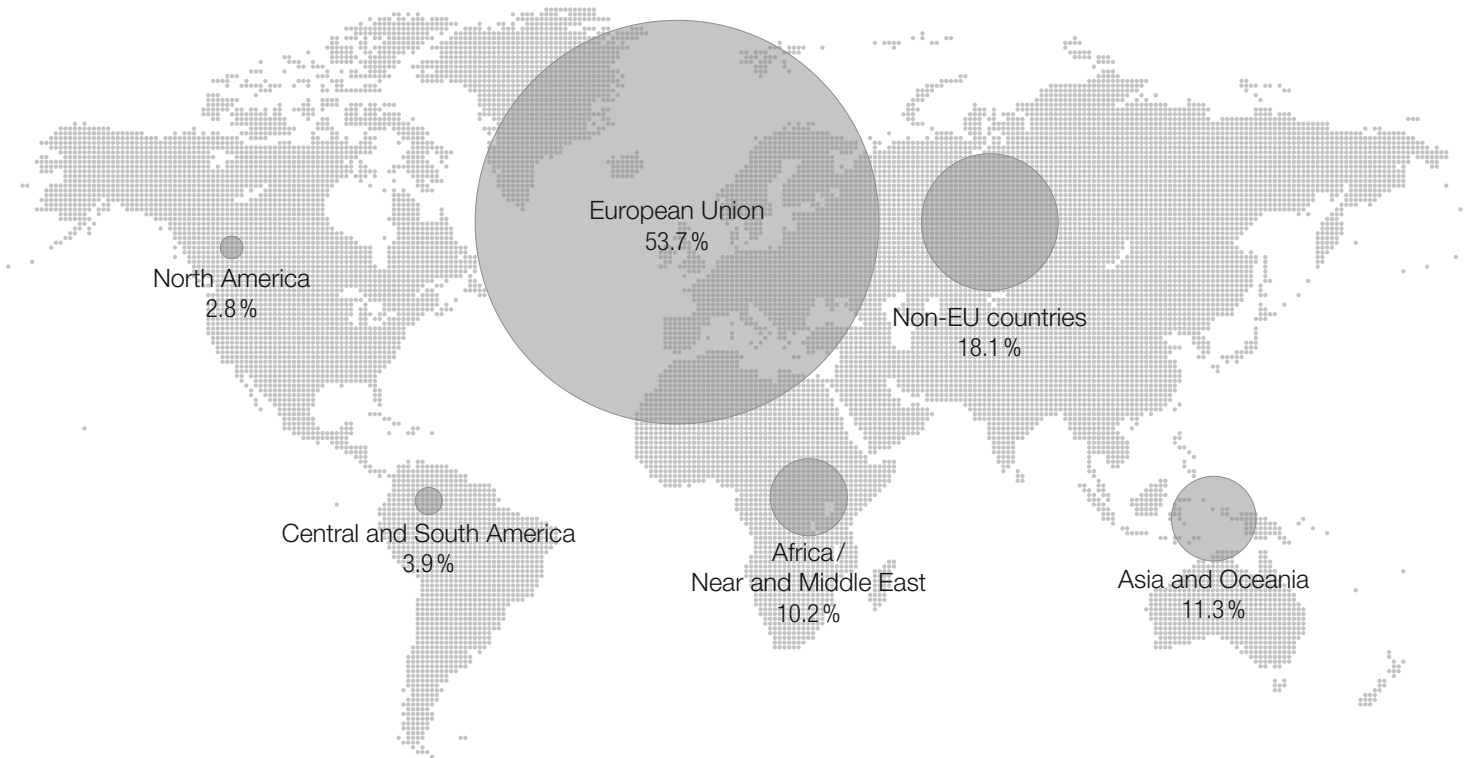 European Union
53.7 %
North America
2.8 %
Non-EU countries
18.1 %
Central and South America
3.9 %
Africa /
Near and Middle East
10.2 %
Asia and Oceania
11.3 %